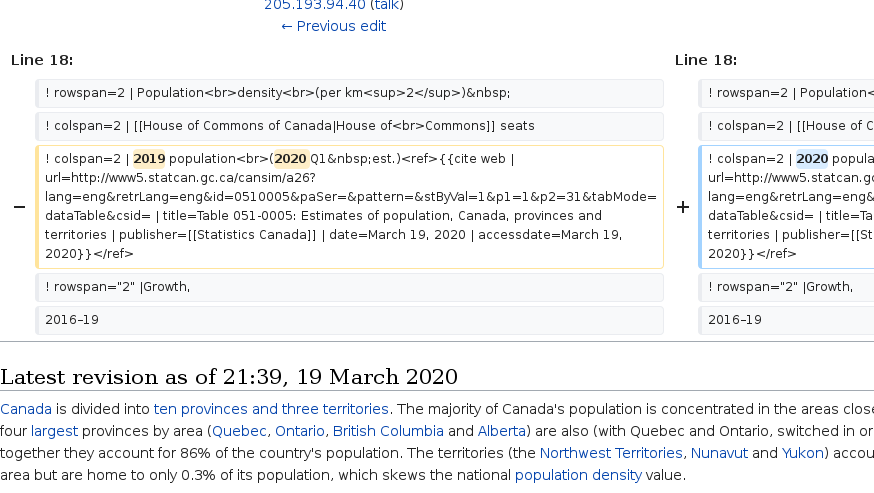 205.193.94.40 (talk)
← Previous edit
Line 18:
Line 18:
! rowspan=2 | Population<br>density<br>(per km<sup>2</sup>)&nbsp;
! rowspan=2 | Population<
! colspan=2 | [[House of Commons of Canada|House of<br>Commons]] seats
! colspan=2 | [[House of C
−
! colspan=2 | 2019 population<br>(2020 Q1&nbsp;est.)<ref>{{cite web |
url=http://www5.statcan.gc.ca/cansim/a26?
lang=eng&retrLang=eng&id=0510005&paSer=&pattern=&stByVal=1&p1=1&p2=31&tabMode=
dataTable&csid= | title=Table 051-0005: Estimates of population, Canada, provinces and
territories | publisher=[[Statistics Canada]] | date=March 19, 2020 | accessdate=March 19,
2020}}</ref>
+
! colspan=2 | 2020 popula
url=http://www5.statcan.gc
lang=eng&retrLang=eng&id
dataTable&csid= | title=Ta
territories | publisher=[[St
2020}}</ref>
! rowspan="2" |Growth,
! rowspan="2" |Growth,
2016–19
2016–19
Latest revision as of 21:39, 19 March 2020
Canada is divided into ten provinces and three territories. The majority of Canada's population is concentrated in the areas close
four largest provinces by area (Quebec, Ontario, British Columbia and Alberta) are also (with Quebec and Ontario, switched in or
together they account for 86% of the country's population. The territories (the Northwest Territories, Nunavut and Yukon) accou
area but are home to only 0.3% of its population, which skews the national population density value.